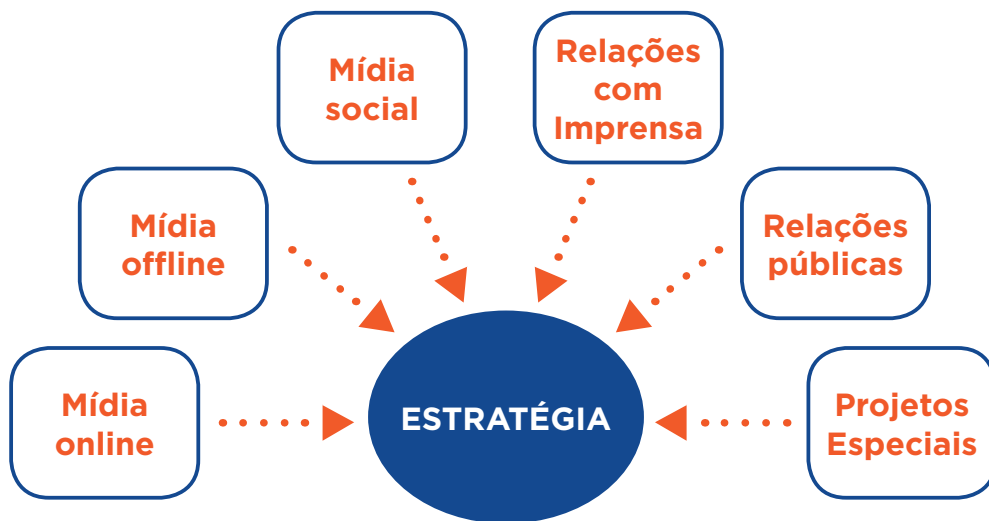 Mídia
social
Relações
com
Imprensa
Mídia
offline
Relações
públicas
Mídia
online
ESTRATÉGIA
Projetos
Especiais